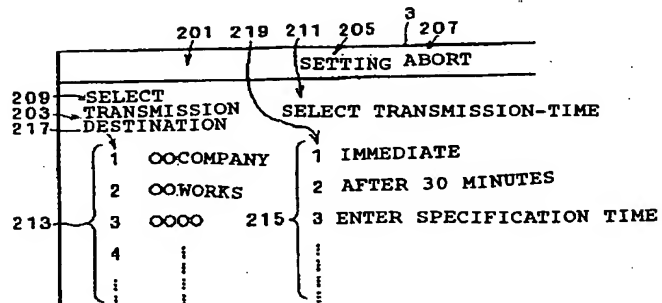 3
201 219 211 205 207
SETTING ABORT
209 SELECT
203 TRANSMISSION SELECT TRANSMISSION-TIME
217 DESTINATION
1 OOCOMPANY 1 IMMEDIATE
2 OOWORKS 2 AFTER 30 MINUTES
213 3 OOOO 215 3 ENTER SPECIFICATION TIME
4